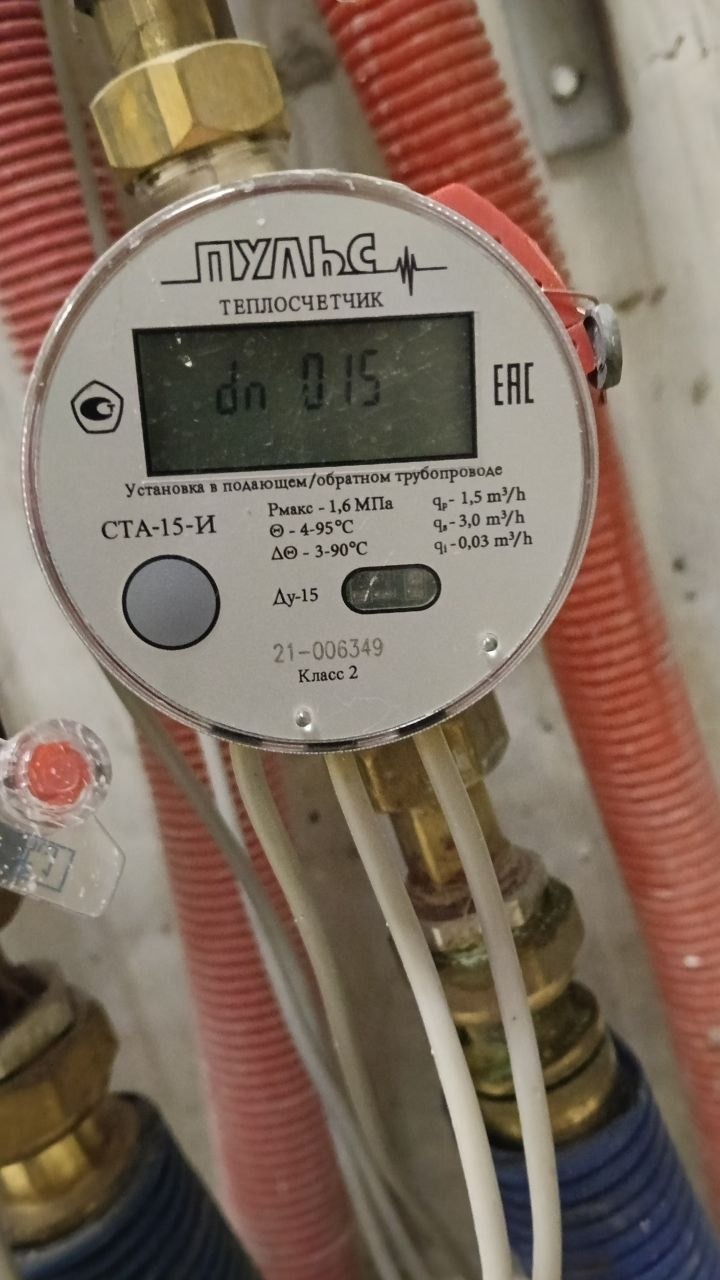 ПУЛЬС
ТЕПЛОСЧЕТЧИК
dn 015
ЕАС
Установка в подающем/обратном трубопроводе
СТА-15-И
Рмакс - 1,6 МПа
Θ - 4-95°С
ΔΘ - 3-90°С
qₚ- 1,5 m³/h
qₛ- 3,0 m³/h
qᵢ -0,03 m³/h
Ду-15
21-006349
Класс 2